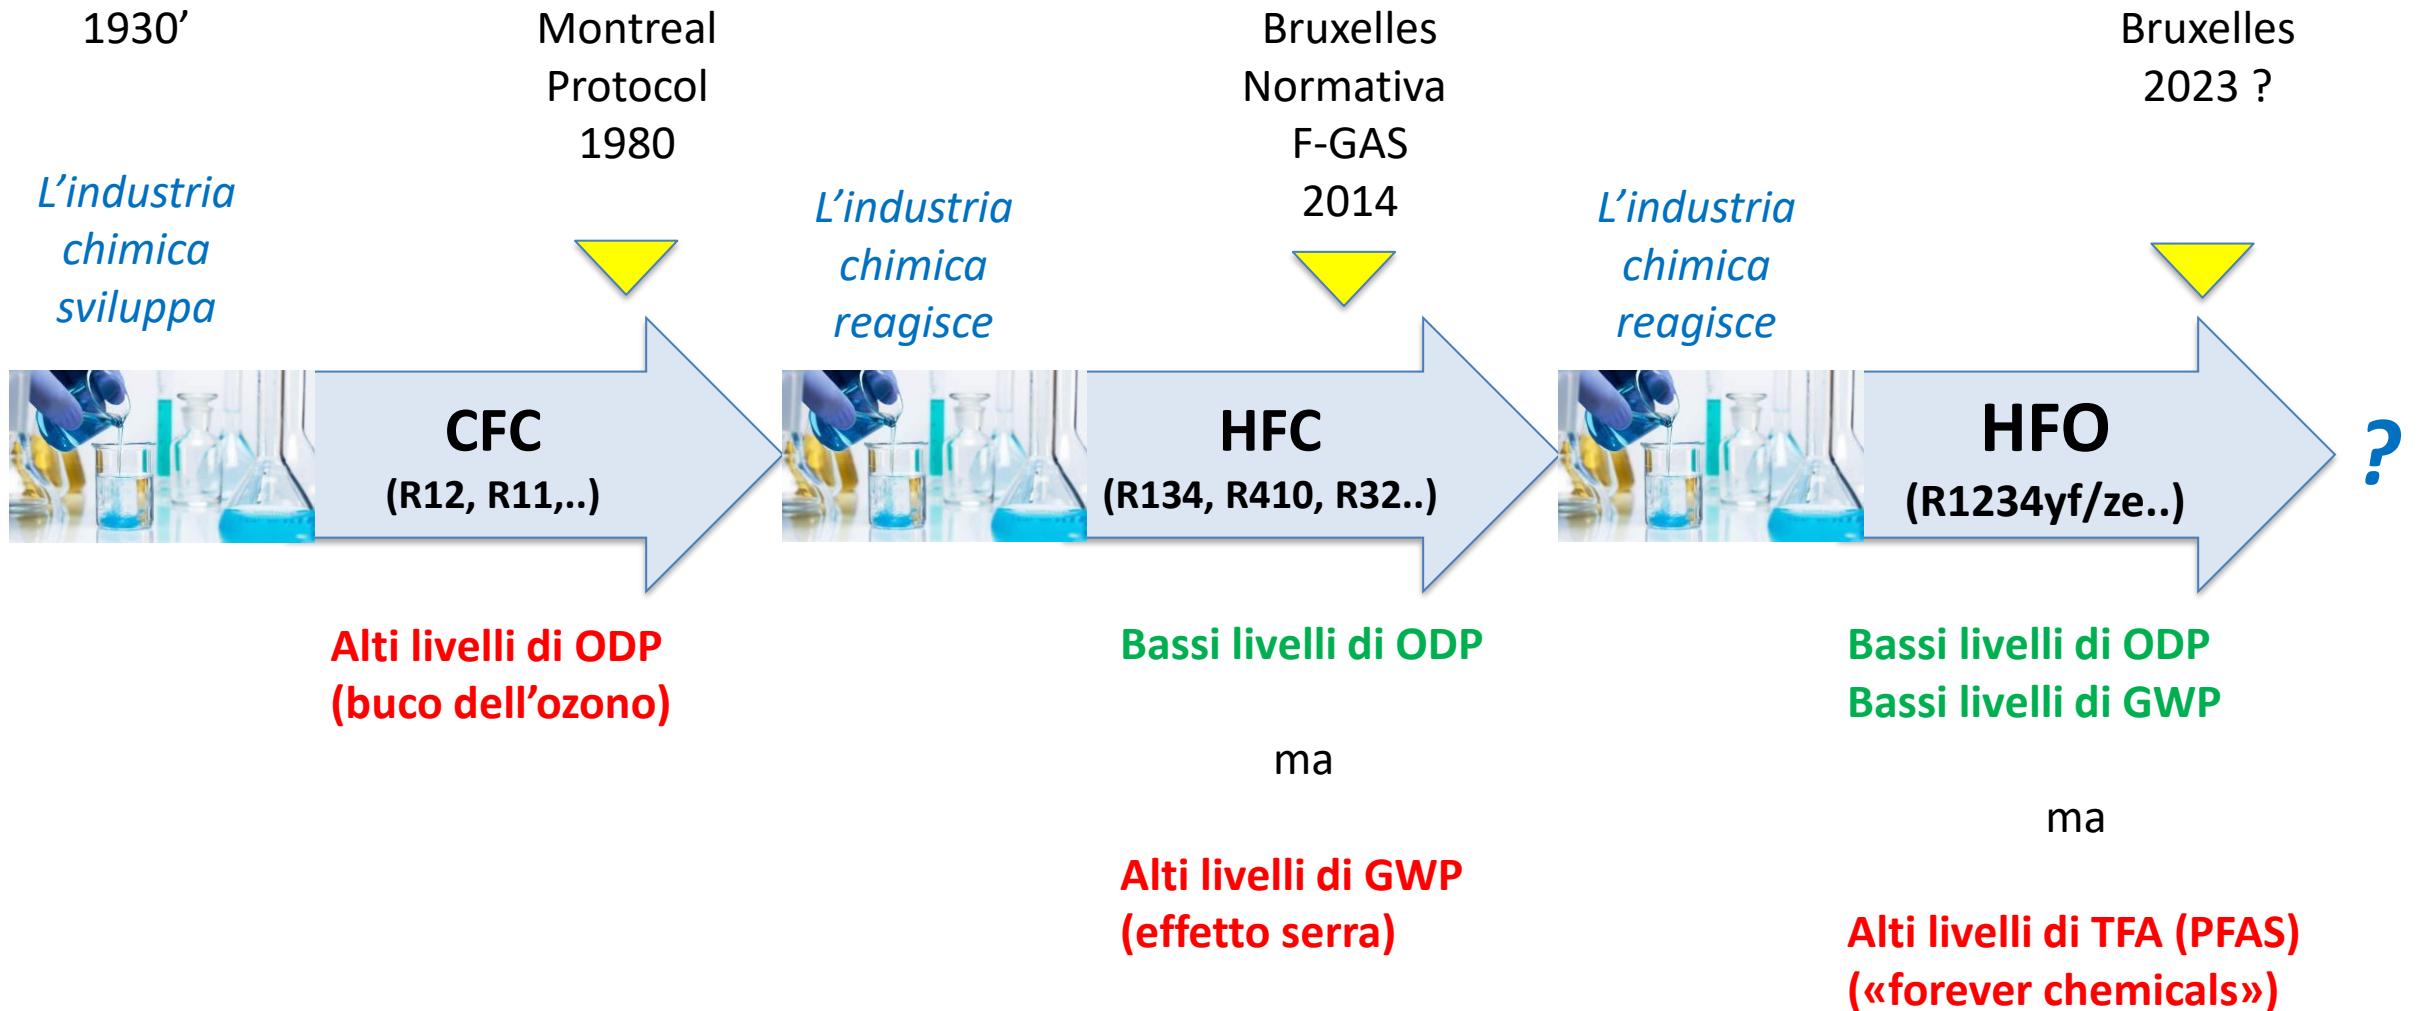 1930’
L’industria
chimica
sviluppa
Montreal
Protocol
1980
CFC
(R12, R11,..)
Alti livelli di ODP
(buco dell’ozono)
L’industria
chimica
reagisce
Bruxelles
Normativa
F-GAS
2014
HFC
(R134, R410, R32..)
Bassi livelli di ODP
ma
Alti livelli di GWP
(effetto serra)
L’industria
chimica
reagisce
Bruxelles
2023 ?
HFO
(R1234yf/ze..)
?
Bassi livelli di ODP
Bassi livelli di GWP
ma
Alti livelli di TFA (PFAS)
(«forever chemicals»)